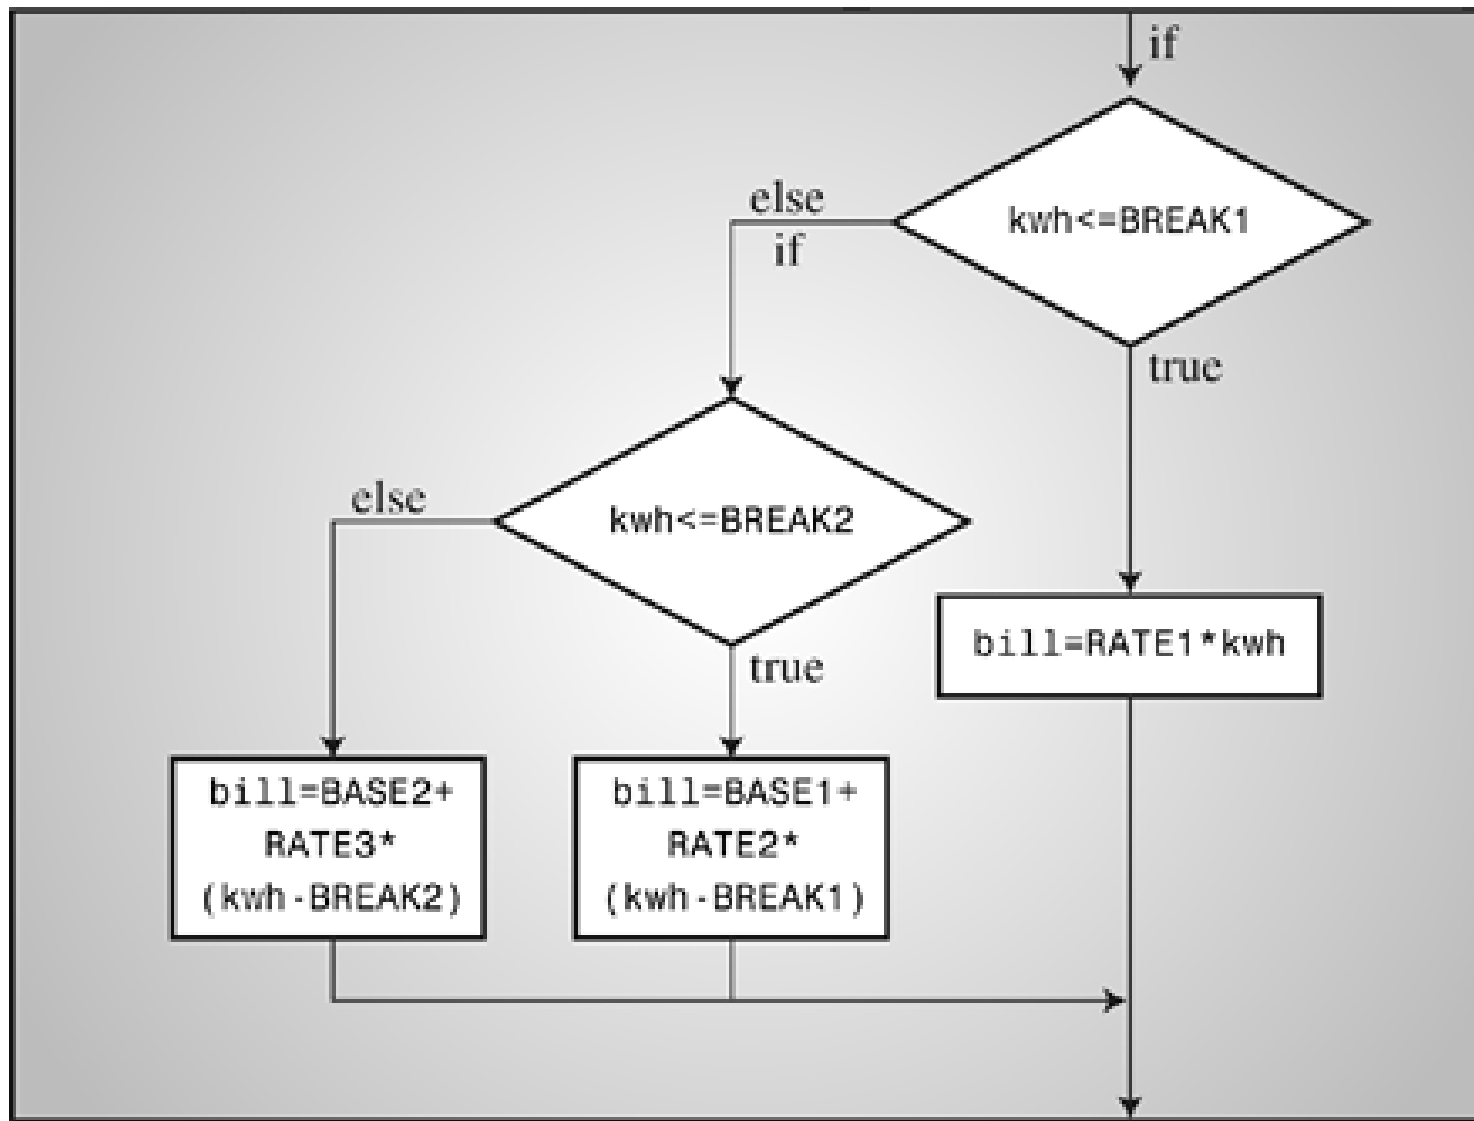 if
kwh<=BREAK1
else
if
true
kwh<=BREAK2
else
true
bill=RATE1*kwh
bill=BASE2+
RATE3*
(kwh-BREAK2)
bill=BASE1+
RATE2*
(kwh-BREAK1)